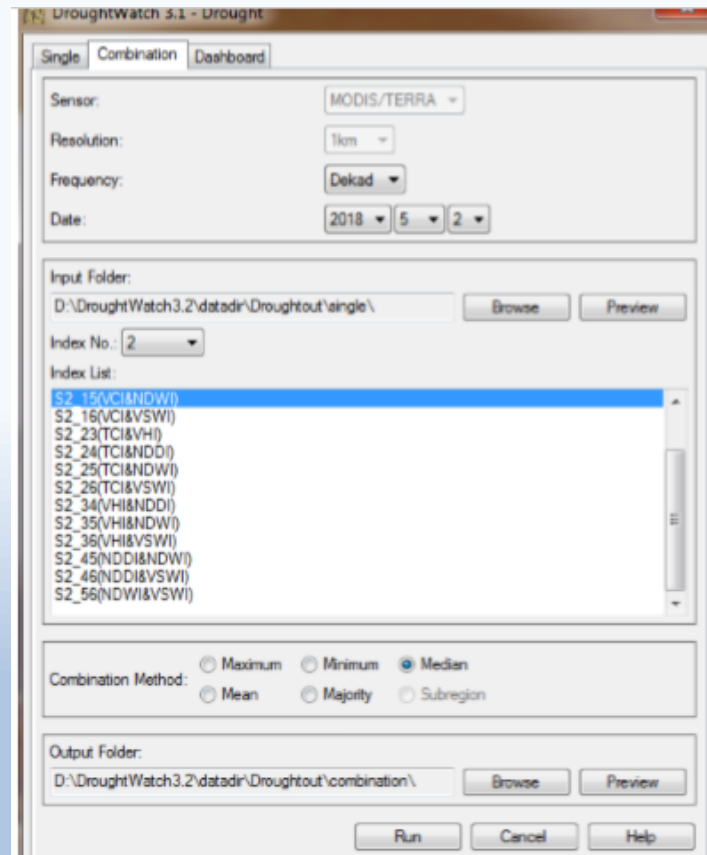 DroughtWatch 3.1 - Drought
Single Combination Dashboard
Sensor: MODIS/TERRA
Resolution: 1km
Frequency: Dekad
Date: 2018 5 2
Input Folder:
D:\DroughtWatch3.2\datadir\Droughtout\single\ Browse Preview
Index No.: 2
Index List:
S2_15(VCI&NDWI)
S2_16(VCI&VSWI)
S2_23(TCI&VHI)
S2_24(TCI&NDDI)
S2_25(TCI&NDWI)
S2_26(TCI&VSWI)
S2_34(VHI&NDDI)
S2_35(VHI&NDWI)
S2_36(VHI&VSWI)
S2_45(NDDI&NDWI)
S2_46(NDDI&VSWI)
S2_56(NDWI&VSWI)
Combination Method: Maximum Minimum Median
Mean Majority Subregion
Output Folder:
D:\DroughtWatch3.2\datadir\Droughtout\combination\ Browse Preview
Run Cancel Help